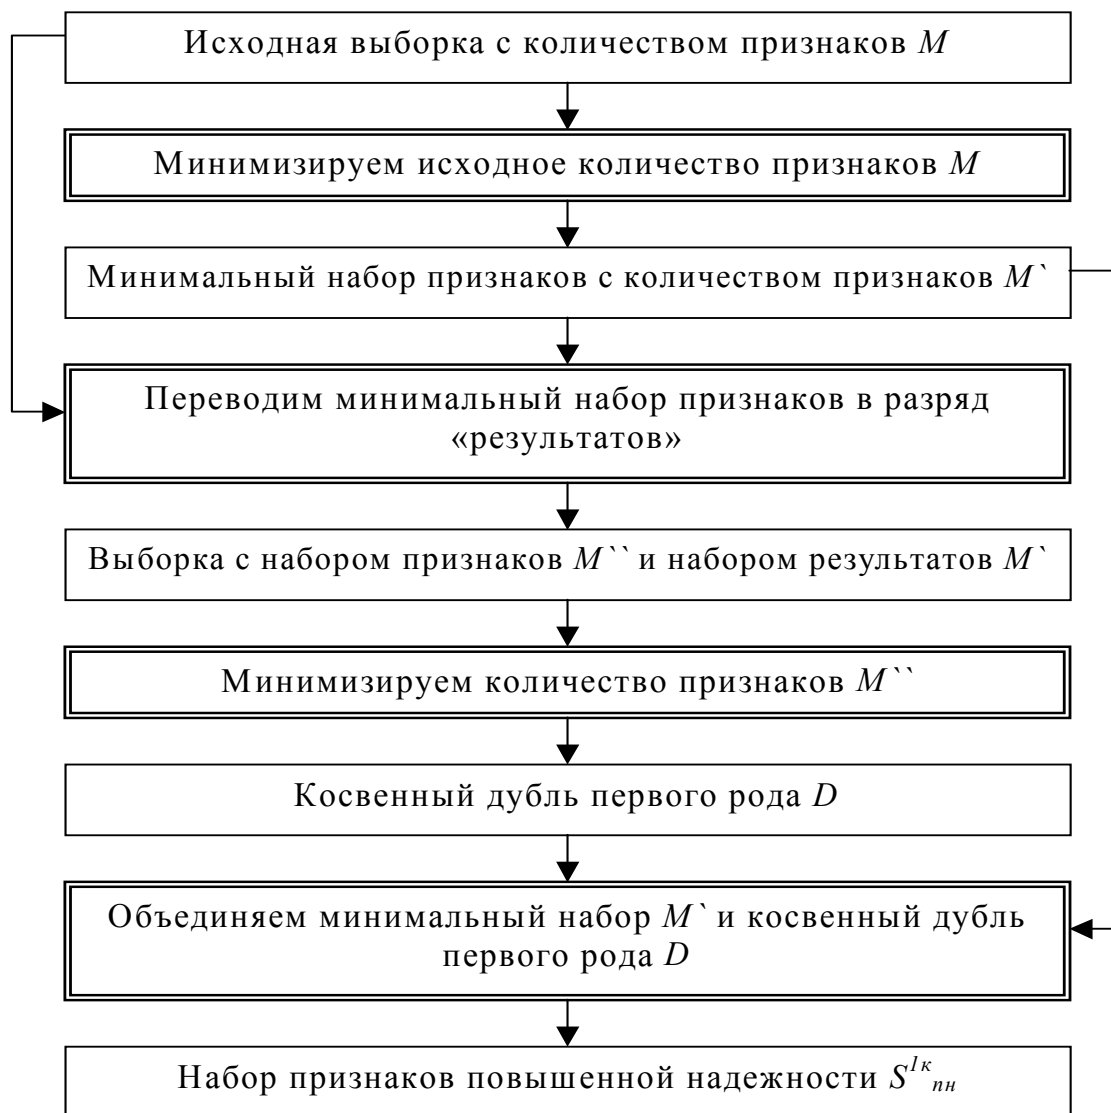 Исходная выборка с количеством признаков M
Минимизируем исходное количество признаков M
Минимальный набор признаков с количеством признаков M`
Переводим минимальный набор признаков в разряд
«результатов»
Выборка с набором признаков M`` и набором результатов M`
Минимизируем количество признаков M``
Косвенный дубль первого рода D
Объединяем минимальный набор M` и косвенный дубль
первого рода D
Набор признаков повышенной надежности S^{1к}_{пн}